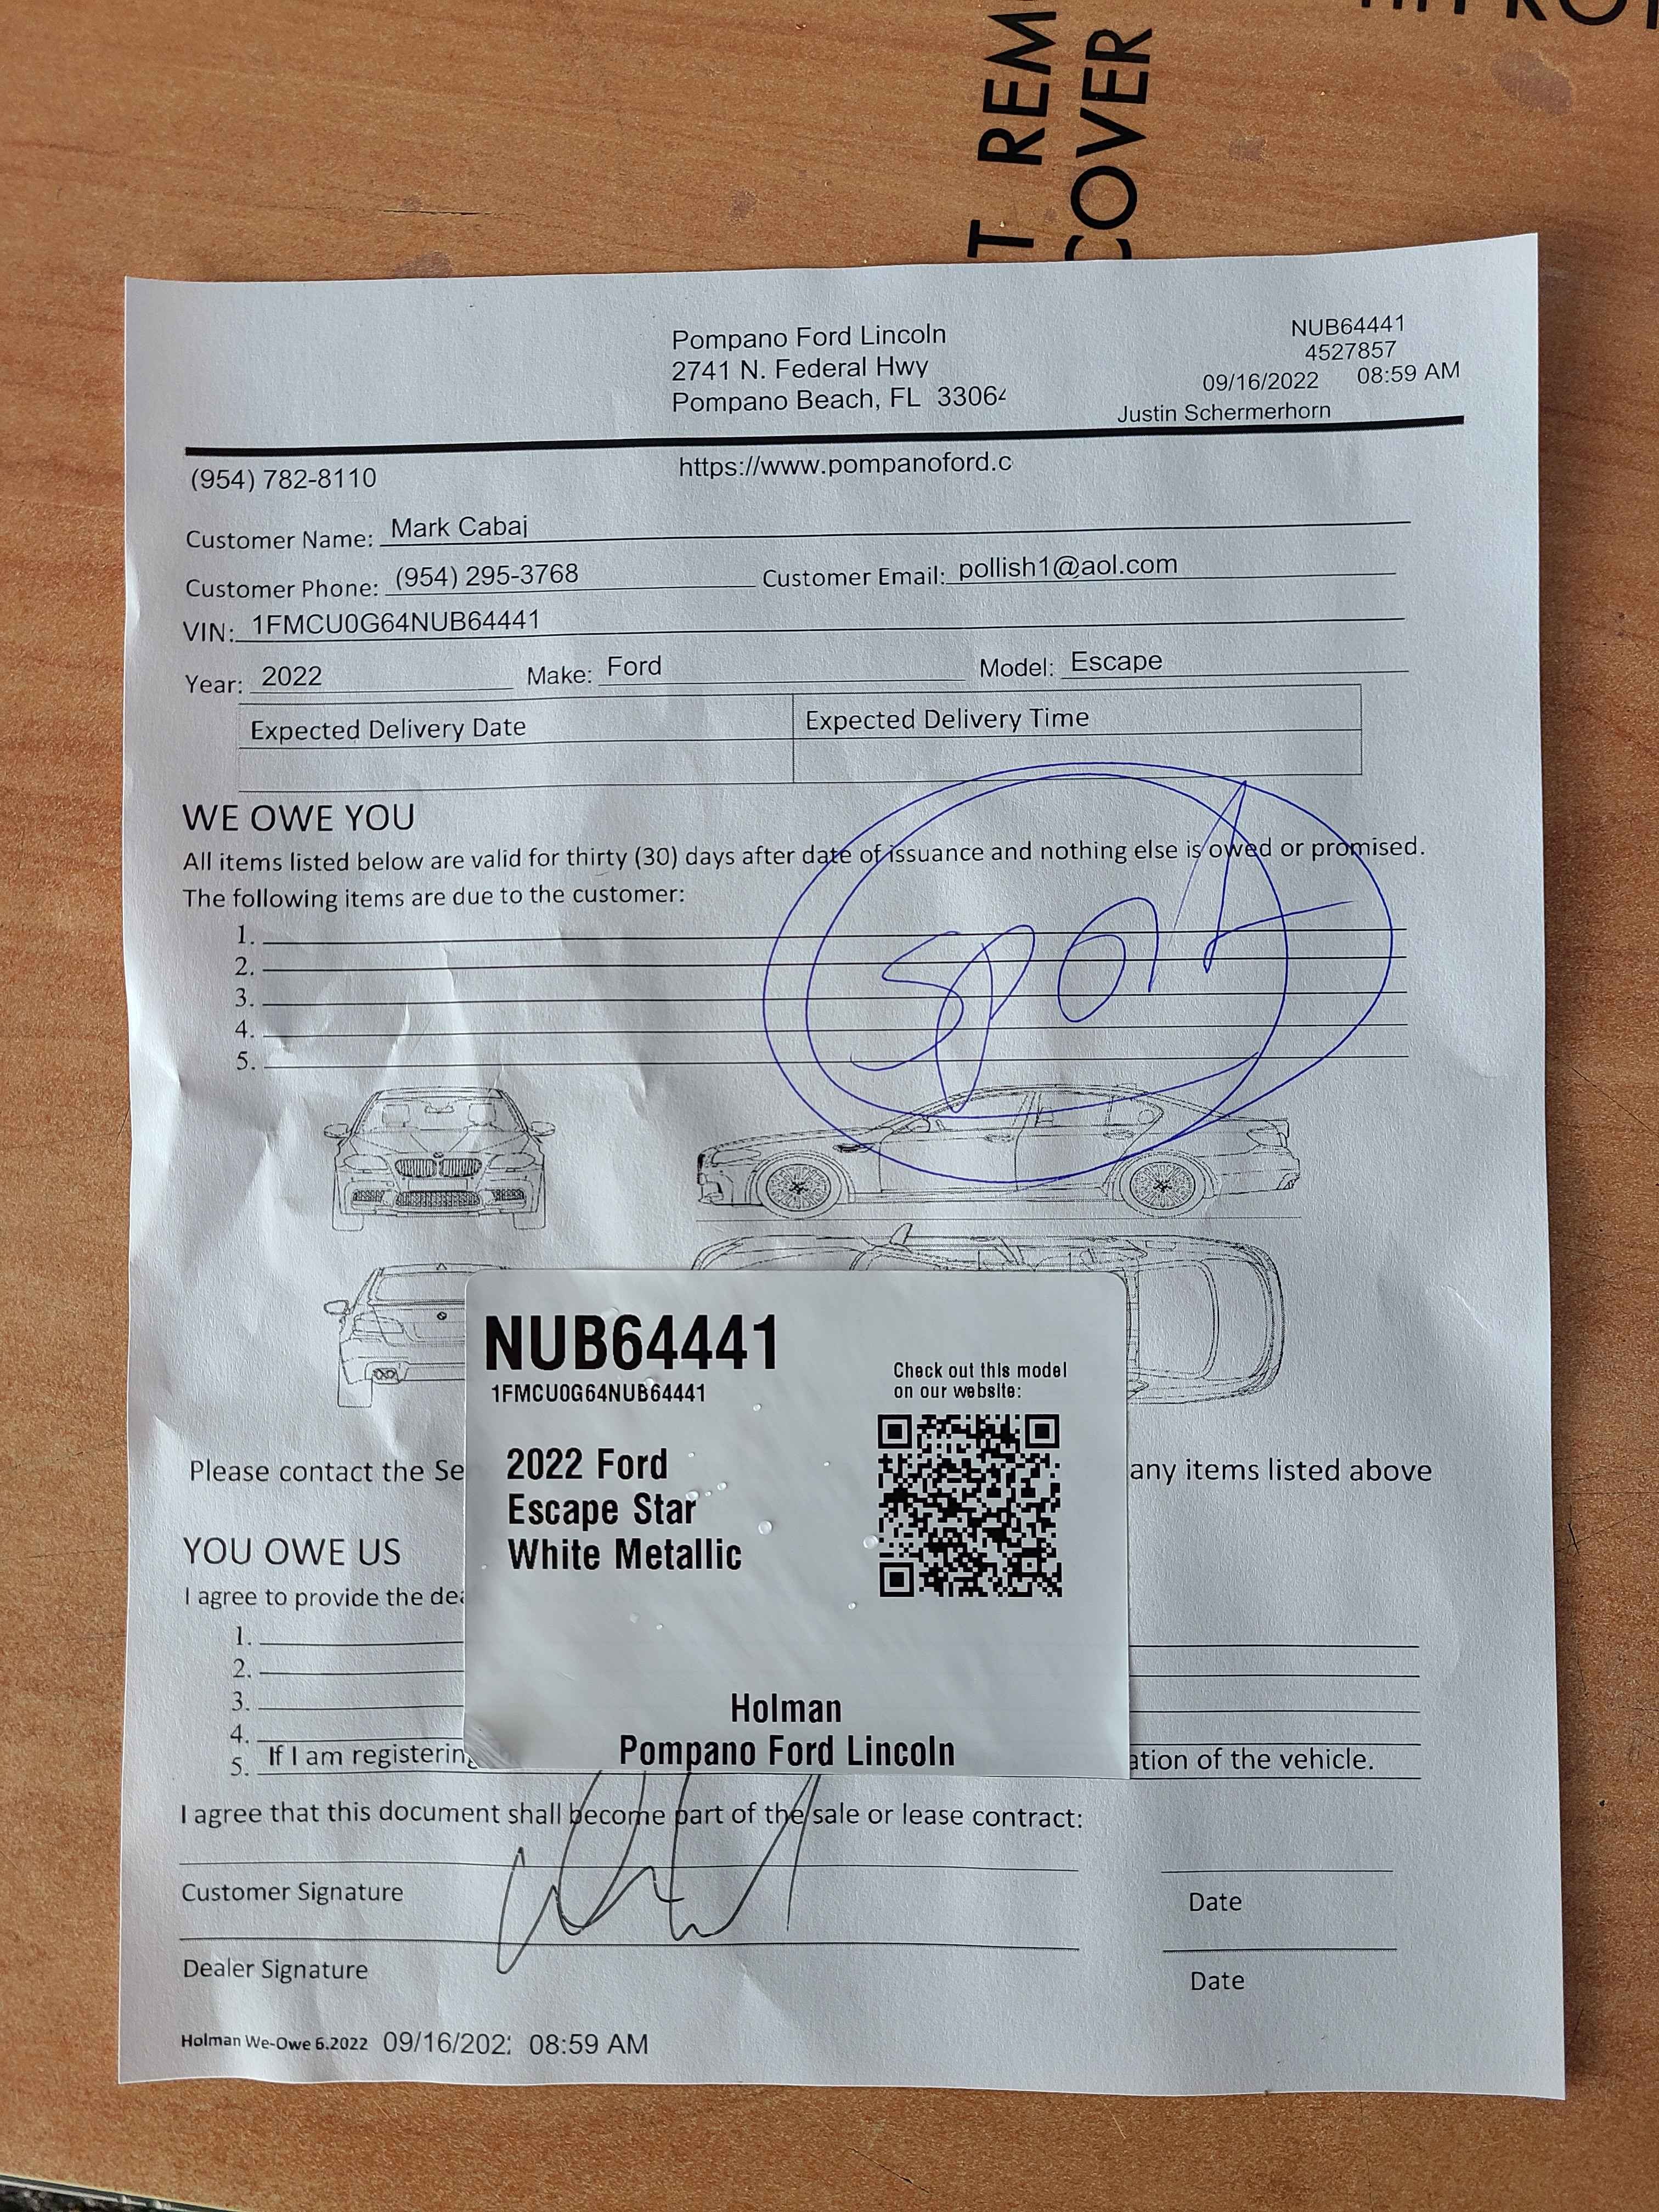 T REM
COVER
Pompano Ford Lincoln
2741 N. Federal Hwy
Pompano Beach, FL 33064
NUB64441
4527857
09/16/2022 08:59 AM
Justin Schermerhorn
(954) 782-8110
https://www.pompanoford.c
Customer Name: Mark Cabaj
Customer Phone: (954) 295-3768 Customer Email: pollish1@aol.com
VIN: 1FMCU0G64NUB64441
Year: 2022 Make: Ford Model: Escape
Expected Delivery Date Expected Delivery Time
WE OWE YOU
All items listed below are valid for thirty (30) days after date of issuance and nothing else is owed or promised.
The following items are due to the customer:
1.
2.
3.
4.
5.
SPOT
Please contact the Se
any items listed above
NUB64441
1FMCU0G64NUB64441
Check out this model
on our website:
2022 Ford
Escape Star
White Metallic
Holman
Pompano Ford Lincoln
YOU OWE US
I agree to provide the
1.
2.
3.
4.
5. If I am registering
ation of the vehicle.
I agree that this document shall become part of the sale or lease contract:
Customer Signature Date
Dealer Signature Date
Holman We-Owe 6.2022 09/16/202 08:59 AM